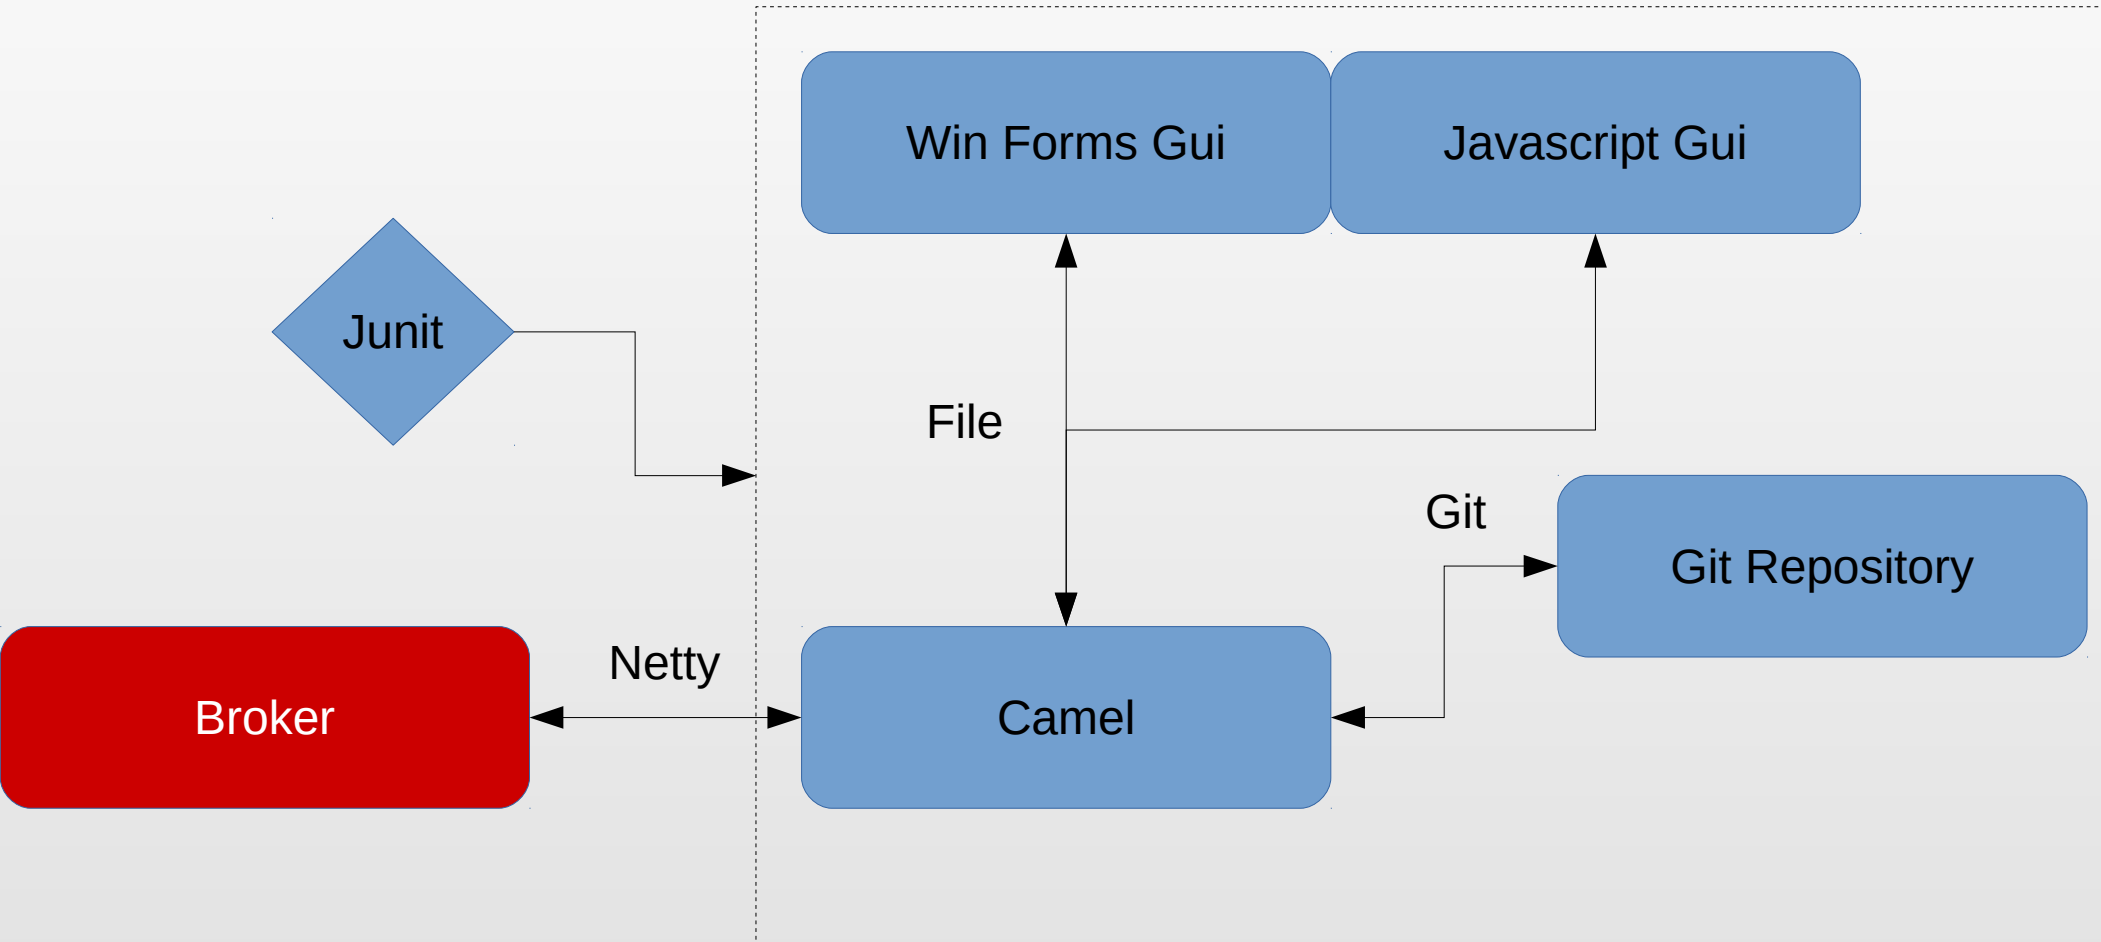 Win Forms Gui
Javascript Gui
Junit
File
Git
Git Repository
Netty
Broker
Camel